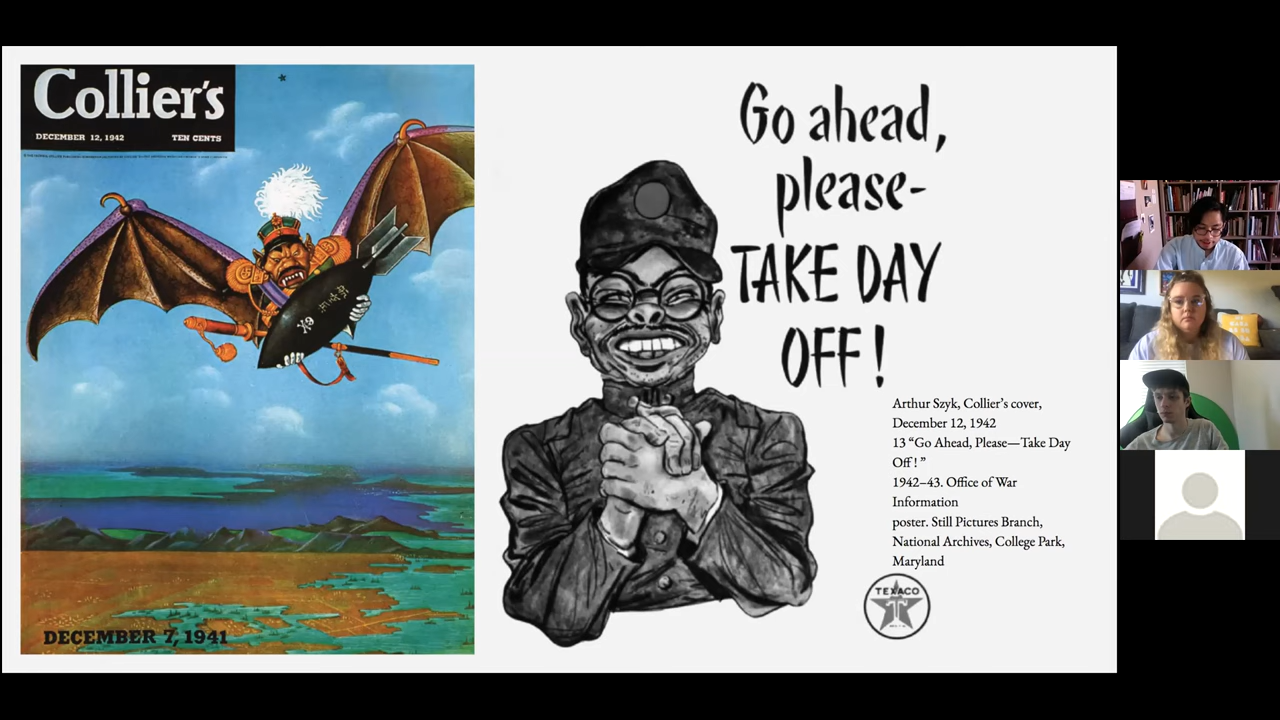 Collier's
DECEMBER 12, 1942 TEN CENTS
DECEMBER 7, 1941
Go ahead,
please-
TAKE DAY
OFF!
Arthur Szyk, Collier’s cover,
December 12, 1942
13 “Go Ahead, Please—Take Day
Off ! ”
1942–43. Office of War
Information
poster. Still Pictures Branch,
National Archives, College Park,
Maryland
TEXACO
T